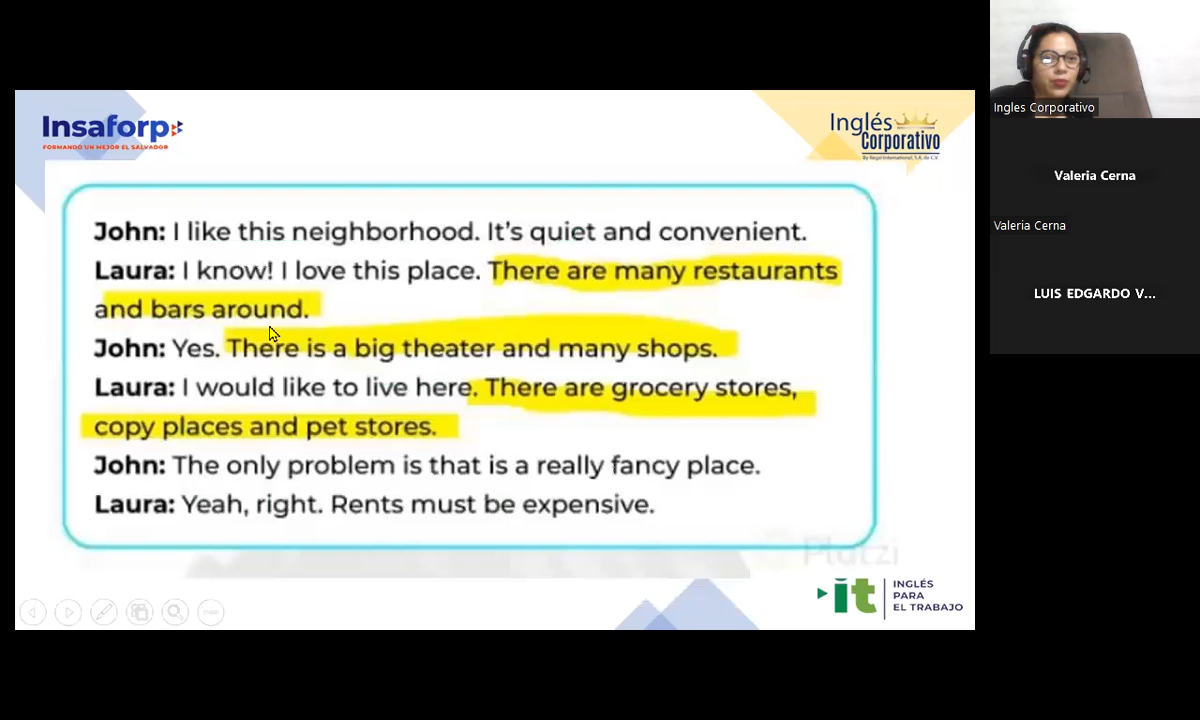 Insaforp
FORMANDO UN MEJOR EL SALVADOR
Inglés
Corporativo
By Regal International, S.A. de C.V.
John: I like this neighborhood. It's quiet and convenient.
Laura: I know! I love this place. There are many restaurants
and bars around.
John: Yes. There is a big theater and many shops.
Laura: I would like to live here. There are grocery stores,
copy places and pet stores.
John: The only problem is that is a really fancy place.
Laura: Yeah, right. Rents must be expensive.
Platzi
it
INGLÉS
PARA
EL TRABAJO
Ingles Corporativo
Valeria Cerna
Valeria Cerna
LUIS EDGARDO V...